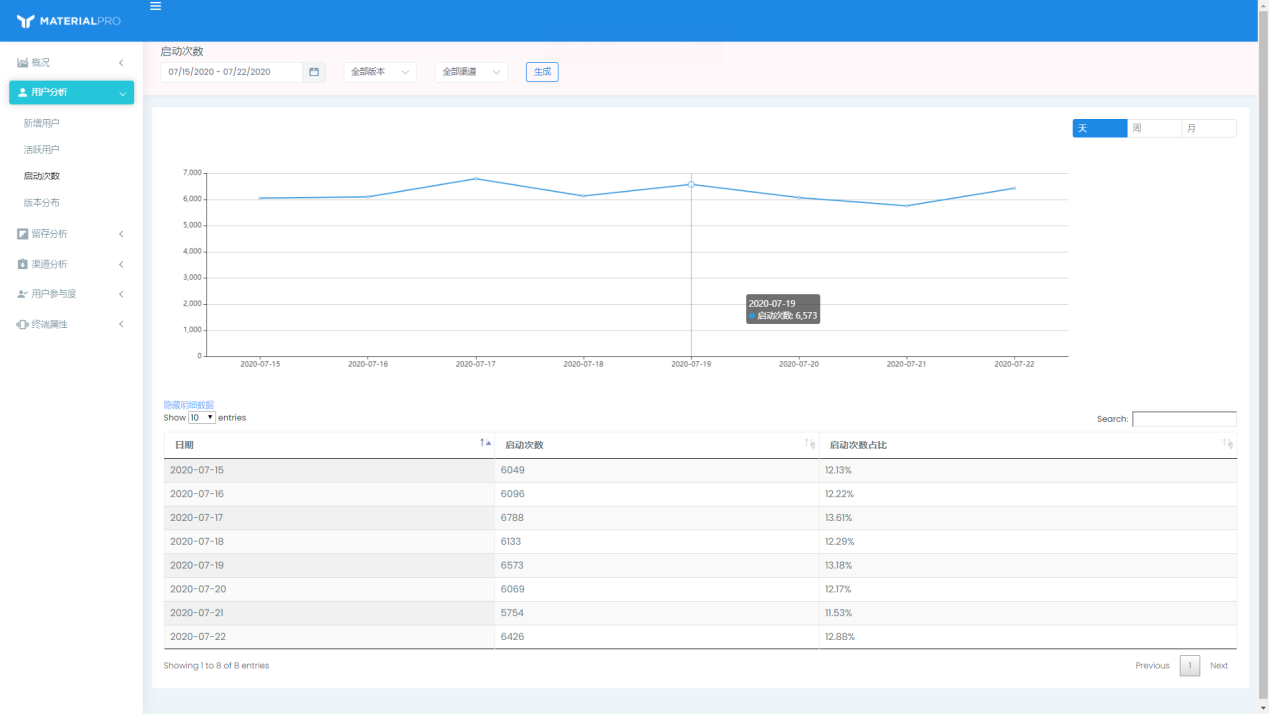 MATERIALPRO
概况
用户分析
新增用户
活跃用户
启动次数
版本分布
留存分析
渠道分析
用户参与度
终端属性
启动次数
07/15/2020 - 07/22/2020
全部版本
全部渠道
生成
天 周 月
7,000
6,000
5,000
4,000
3,000
2,000
1,000
0
2020-07-15 2020-07-16 2020-07-17 2020-07-18 2020-07-19 2020-07-20 2020-07-21 2020-07-22
2020-07-19
启动次数: 6,573
隐藏明细数据
Show 10 entries
Search:
日期 启动次数 启动次数占比
2020-07-15 6049 12.13%
2020-07-16 6096 12.22%
2020-07-17 6788 13.61%
2020-07-18 6133 12.29%
2020-07-19 6573 13.18%
2020-07-20 6069 12.17%
2020-07-21 5754 11.53%
2020-07-22 6426 12.88%
Showing 1 to 8 of 8 entries
Previous 1 Next